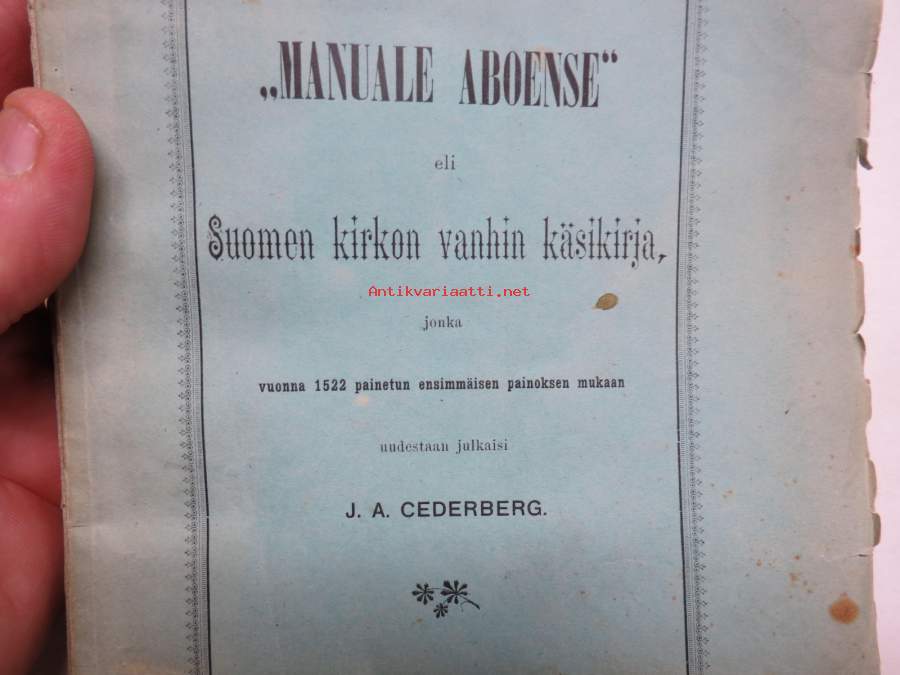 „MANUALE ABOENSE“
eli
Suomen kirkon vanhin käsikirja,
Antikvariaatti.net
jonka
vuonna 1522 painetun ensimmäisen painoksen mukaan
uudestaan julkaisi
J. A. CEDERBERG.